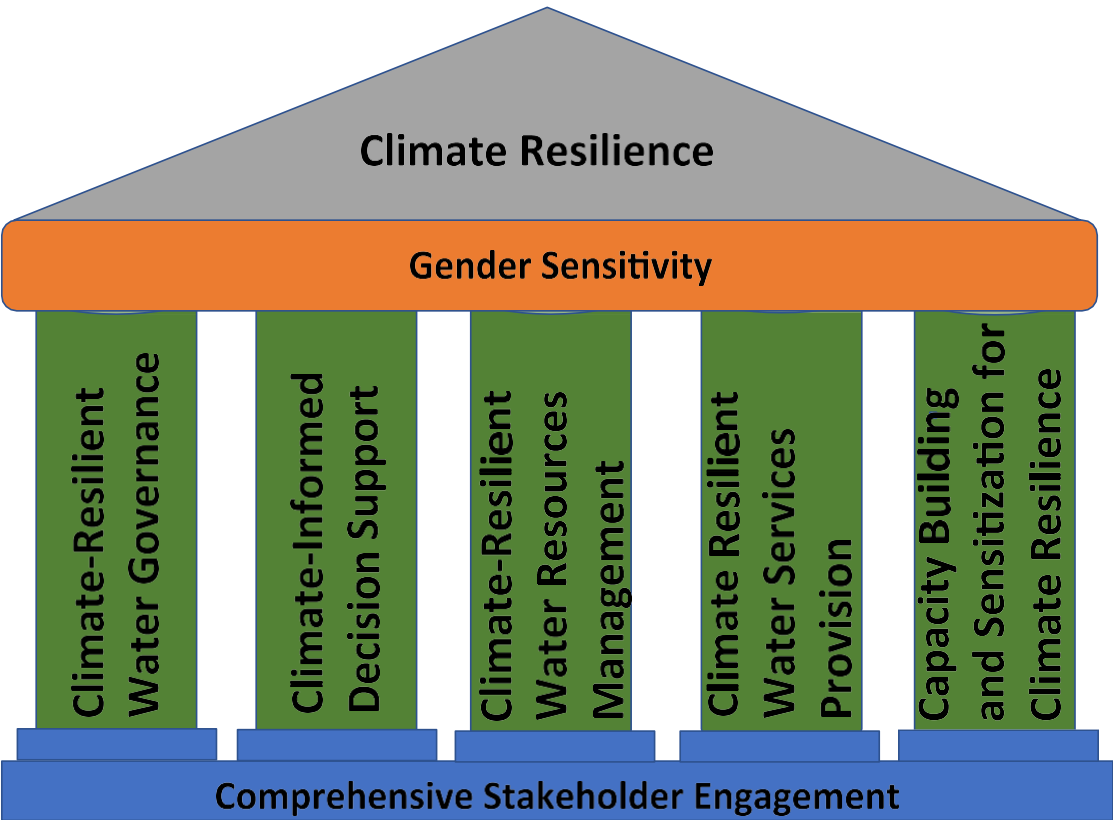 Climate Resilience
Gender Sensitivity
Climate-Resilient
Water Governance
Climate-Informed
Decision Support
Climate-Resilient
Water Resources
Management
Climate Resilient
Water Services
Provision
Capacity Building
and Sensitization for
Climate Resilience
Comprehensive Stakeholder Engagement